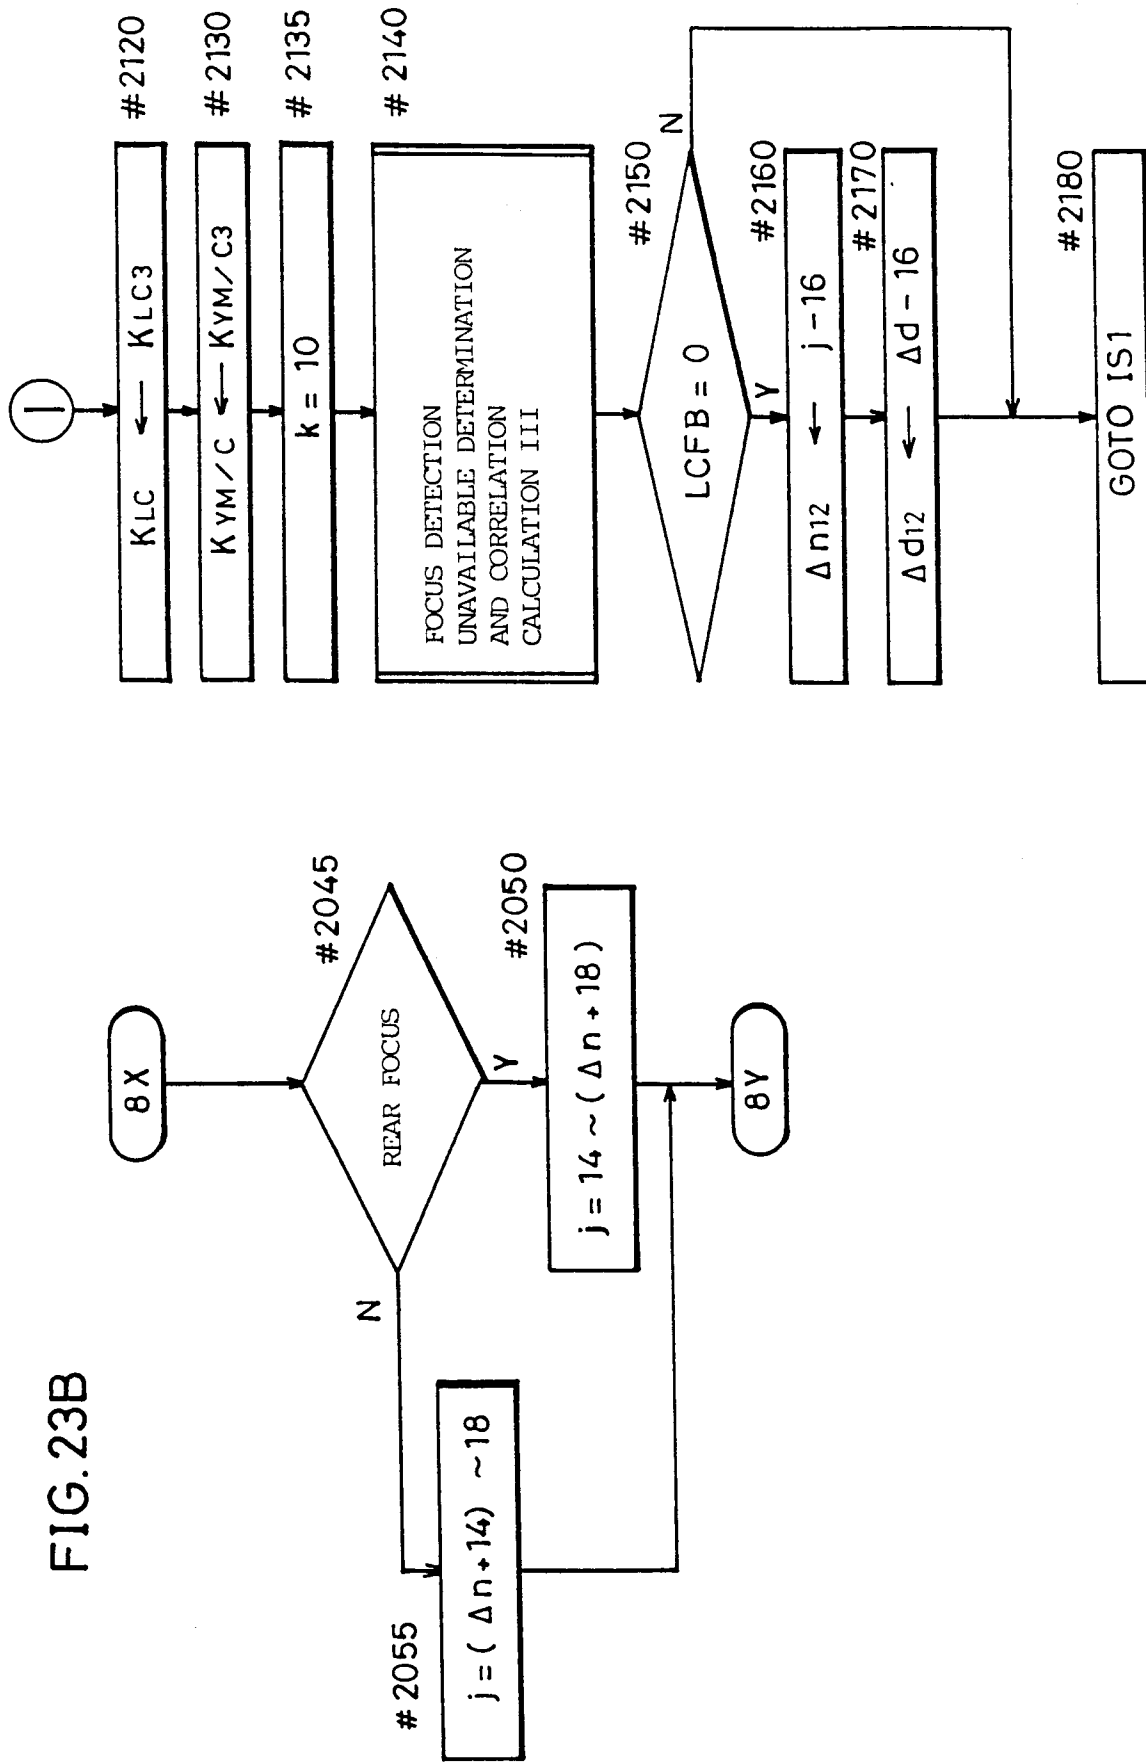 FIG. 23B
8X
REAR FOCUS
#2045
N
Y
#2055
j = ( Δn + 14) ~ 18
#2050
j = 14 ~ ( Δn + 18 )
8Y
1
KLC ← KLC3
#2120
KYM/C ← KYM/C3
#2130
k = 10
#2135
#2140
FOCUS DETECTION
UNAVAILABLE DETERMINATION
AND CORRELATION
CALCULATION III
LCFB = 0
#2150
N
Y
Δn12 ← j - 16
#2160
Δd12 ← Δd - 16
#2170
GOTO IS1
#2180